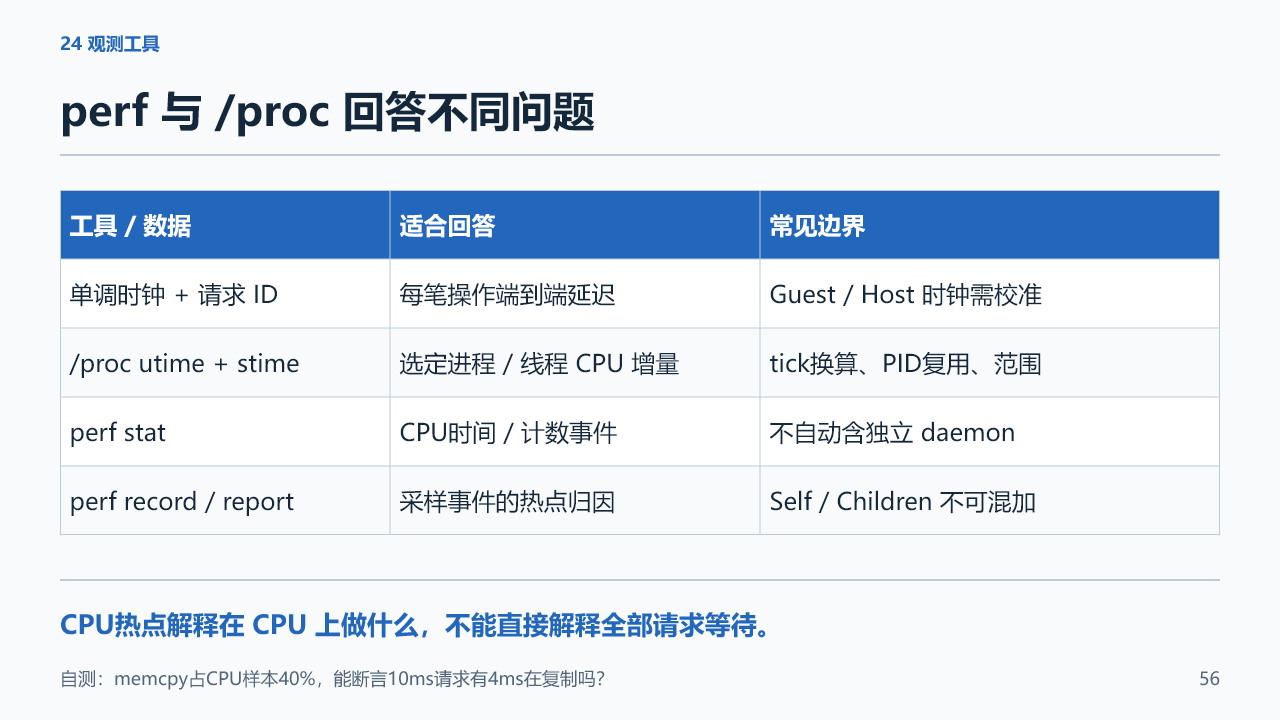 24 观测工具
perf 与 /proc 回答不同问题
工具 / 数据 适合回答 常见边界
单调时钟 + 请求 ID 每笔操作端到端延迟 Guest / Host 时钟需校准
/proc utime + stime 选定进程 / 线程 CPU 增量 tick换算、PID复用、范围
perf stat CPU时间 / 计数事件 不自动含独立 daemon
perf record / report 采样事件的热点归因 Self / Children 不可混加
CPU热点解释在 CPU 上做什么，不能直接解释全部请求等待。
自测：memcpy占CPU样本40%，能断言10ms请求有4ms在复制吗？ 56